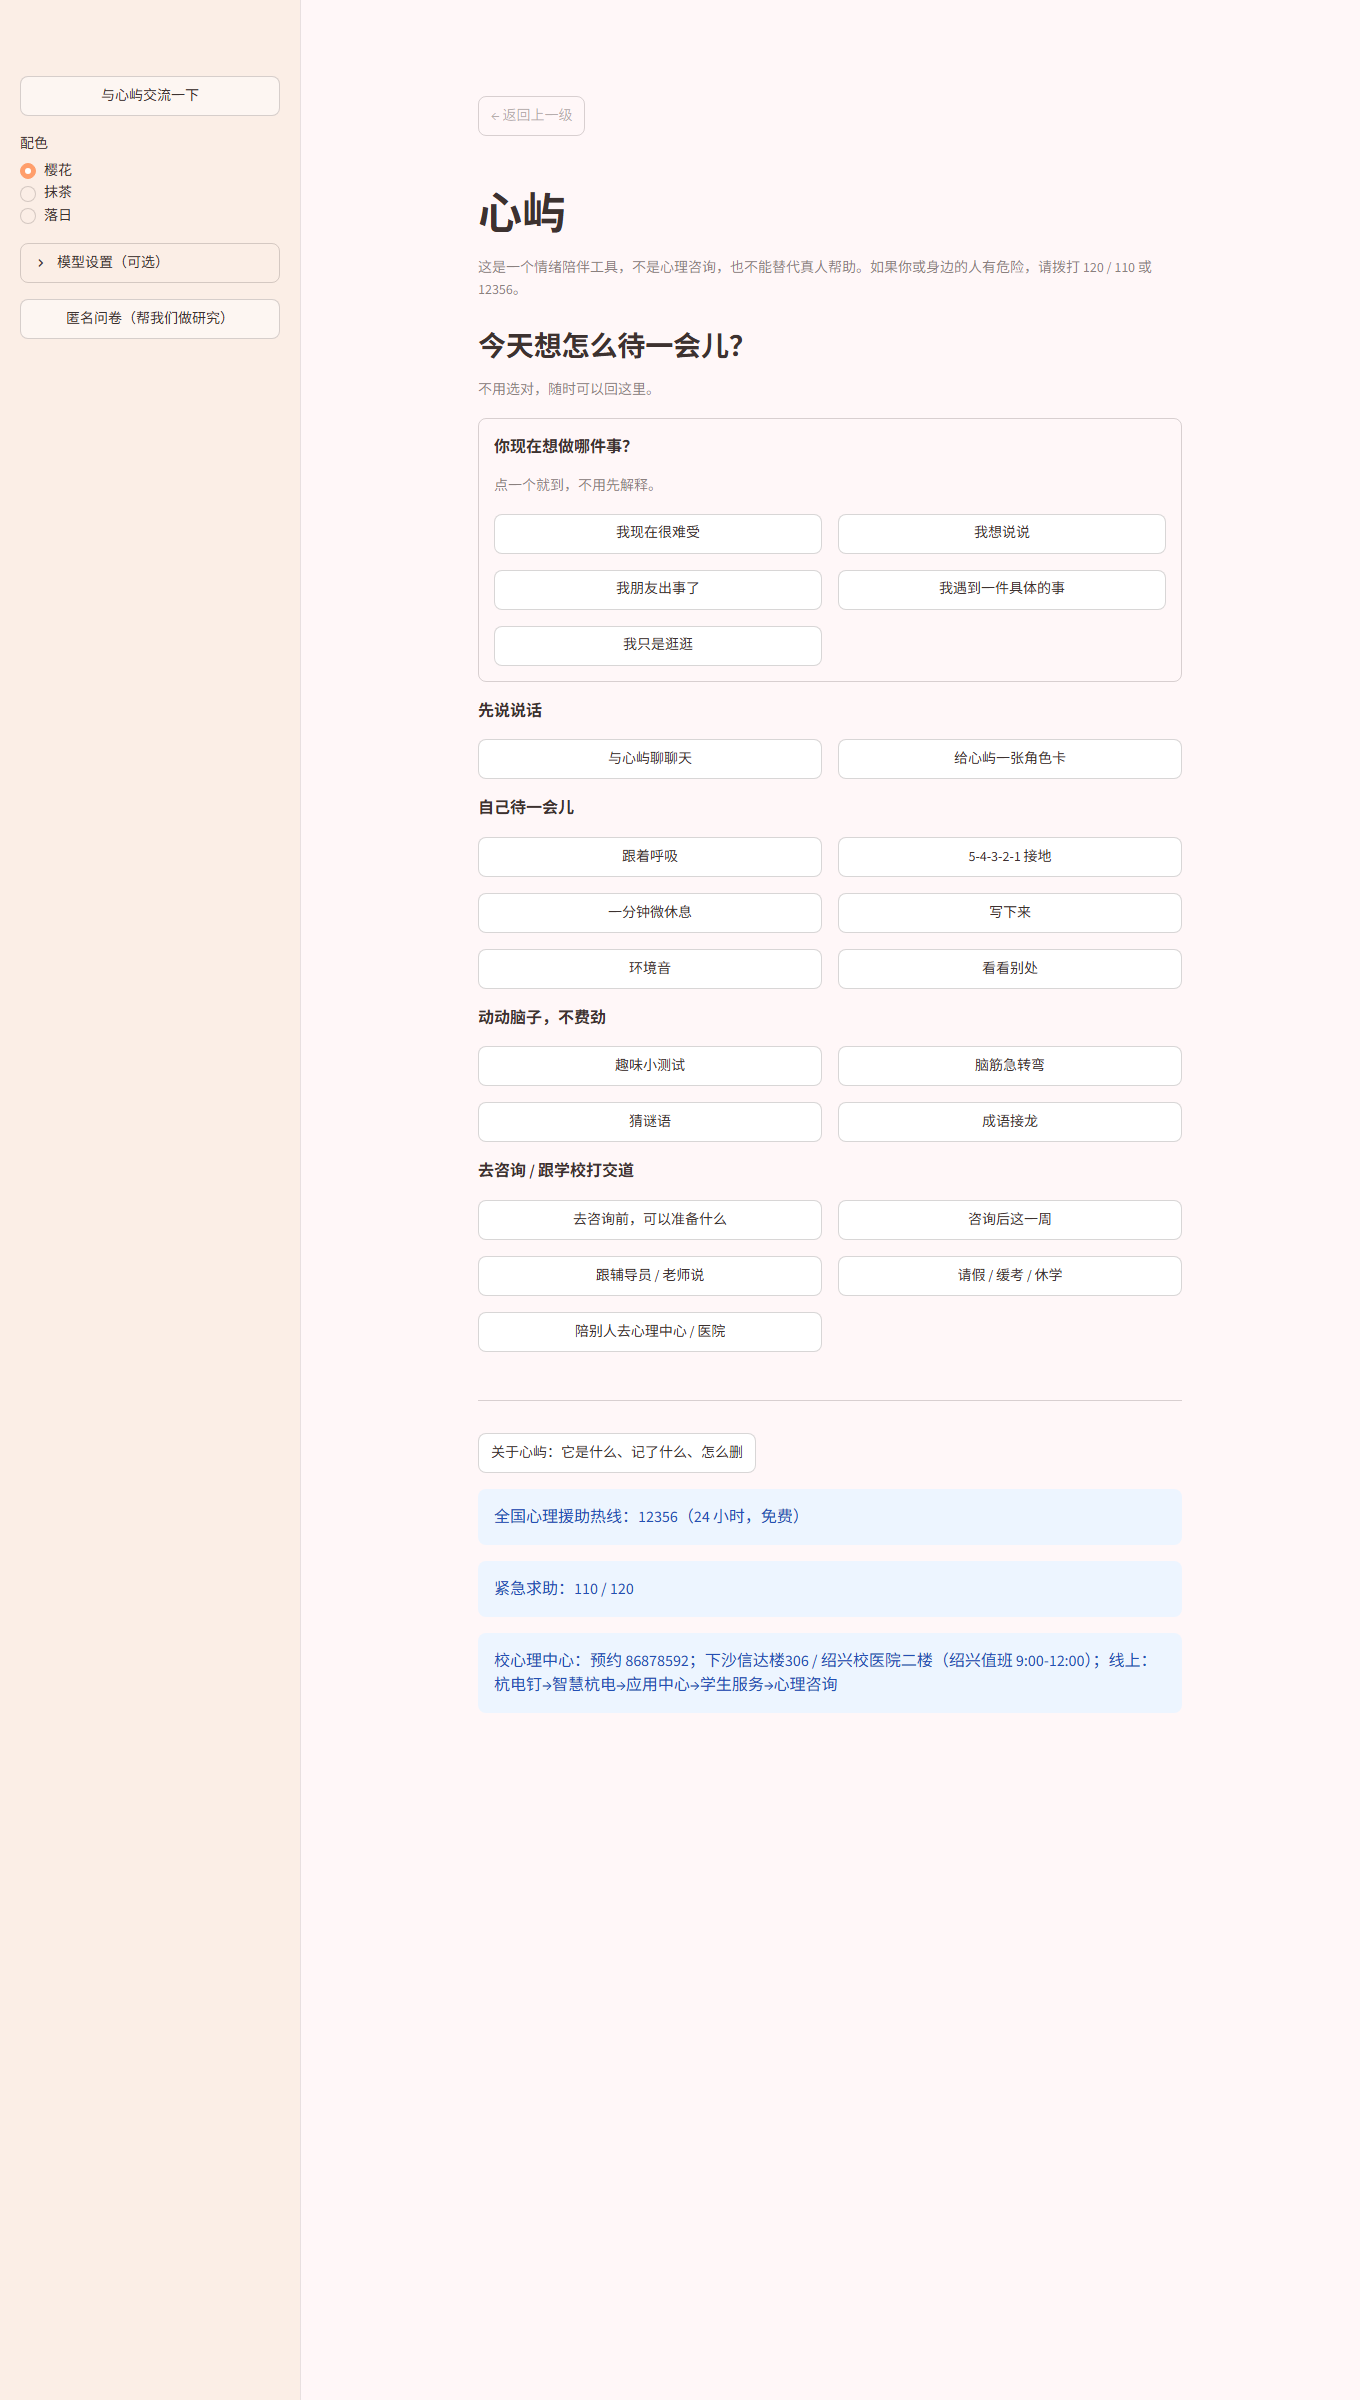 与心屿交流一下
配色
樱花
抹茶
落日
模型设置（可选）
匿名问卷（帮我们做研究）
← 返回上一级
心屿
这是一个情绪陪伴工具，不是心理咨询，也不能替代真人帮助。如果你或身边的人有危险，请拨打 120 / 110 或
12356。
今天想怎么待一会儿？
不用选对，随时可以回这里。
你现在想做哪件事？
点一个就到，不用先解释。
我现在很难受
我想说说
我朋友出事了
我遇到一件具体的事
我只是逛逛
先说说话
与心屿聊聊天
给心屿一张角色卡
自己待一会儿
跟着呼吸
5-4-3-2-1 接地
一分钟微休息
写下来
环境音
看看别处
动动脑子，不费劲
趣味小测试
脑筋急转弯
猜谜语
成语接龙
去咨询 / 跟学校打交道
去咨询前，可以准备什么
咨询后这一周
跟辅导员 / 老师说
请假 / 缓考 / 休学
陪别人去心理中心 / 医院
关于心屿：它是什么、记了什么、怎么删
全国心理援助热线：12356（24 小时，免费）
紧急求助：110 / 120
校心理中心：预约 86878592；下沙信达楼306 / 绍兴校医院二楼（绍兴值班 9:00-12:00）；线上：
杭电钉→智慧杭电→应用中心→学生服务→心理咨询